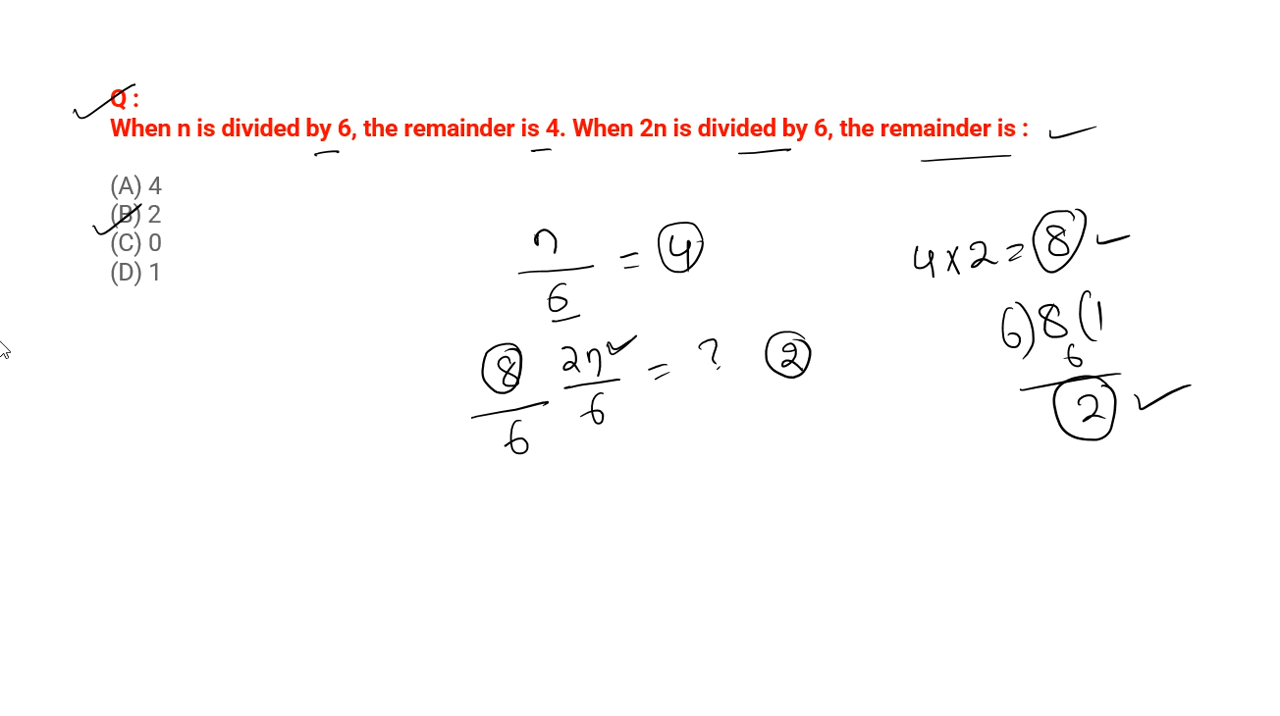 Q :
When n is divided by 6, the remainder is 4. When 2n is divided by 6, the remainder is :
(A) 4
(B) 2
(C) 0
(D) 1
n
6
= 4
8
6
2n
6
= ? 2
4 x 2 = 8
6)8(1
6
2